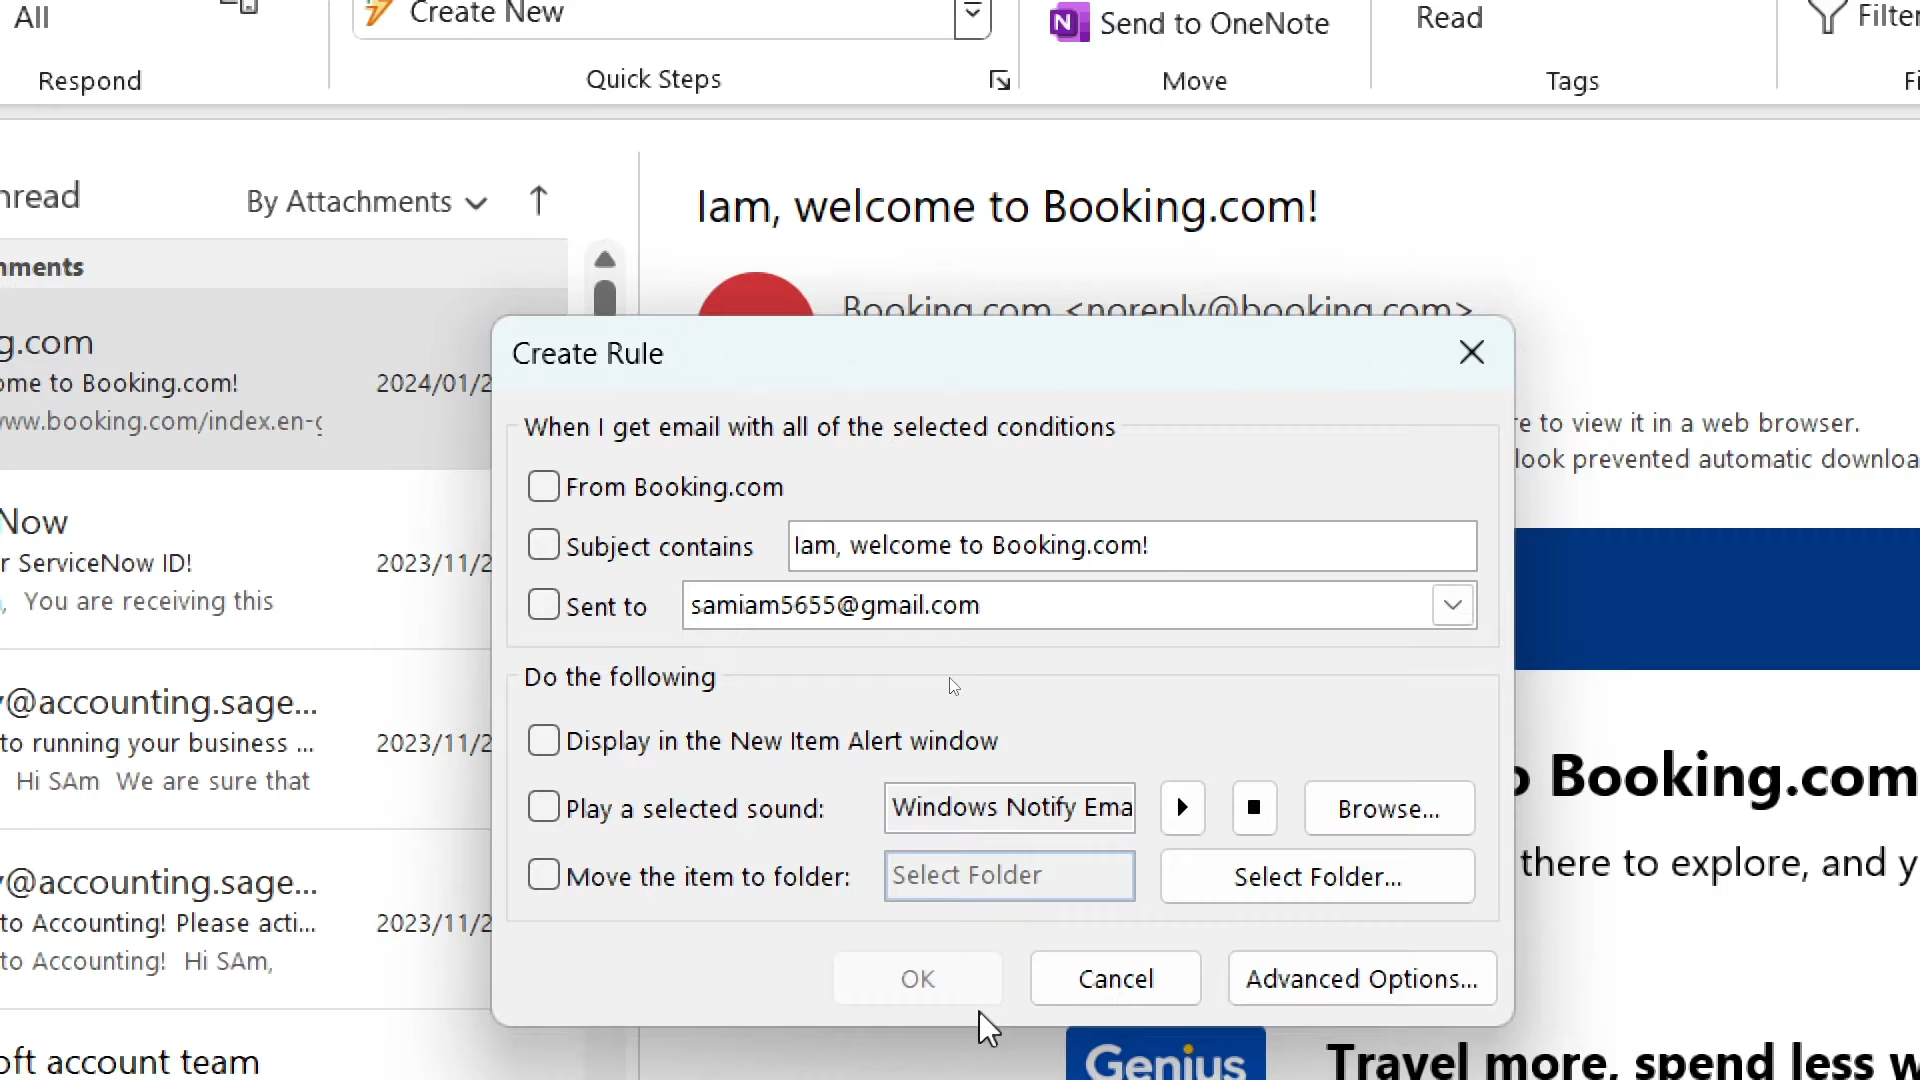 All
Create New
Send to OneNote
Read
Filter
Respond
Quick Steps
Move
Tags
By Attachments
Iam, welcome to Booking.com!
Booking.com <noreply@booking.com>
g.com
ome to Booking.com!
2024/01/2
www.booking.com/index.en-g
Now
r ServiceNow ID!
2023/11/2
, You are receiving this
y@accounting.sage...
to running your business ...
2023/11/2
Hi SAm We are sure that
y@accounting.sage...
to Accounting! Please acti...
2023/11/2
to Accounting! Hi SAm,
oft account team
Create Rule
When I get email with all of the selected conditions
From Booking.com
Subject contains
Iam, welcome to Booking.com!
Sent to
samiam5655@gmail.com
Do the following
Display in the New Item Alert window
Play a selected sound:
Windows Notify Ema
Browse...
Move the item to folder:
Select Folder
Select Folder...
OK
Cancel
Advanced Options...
re to view it in a web browser.
look prevented automatic downloa
o Booking.com
there to explore, and y
Genius
Travel more, spend less w